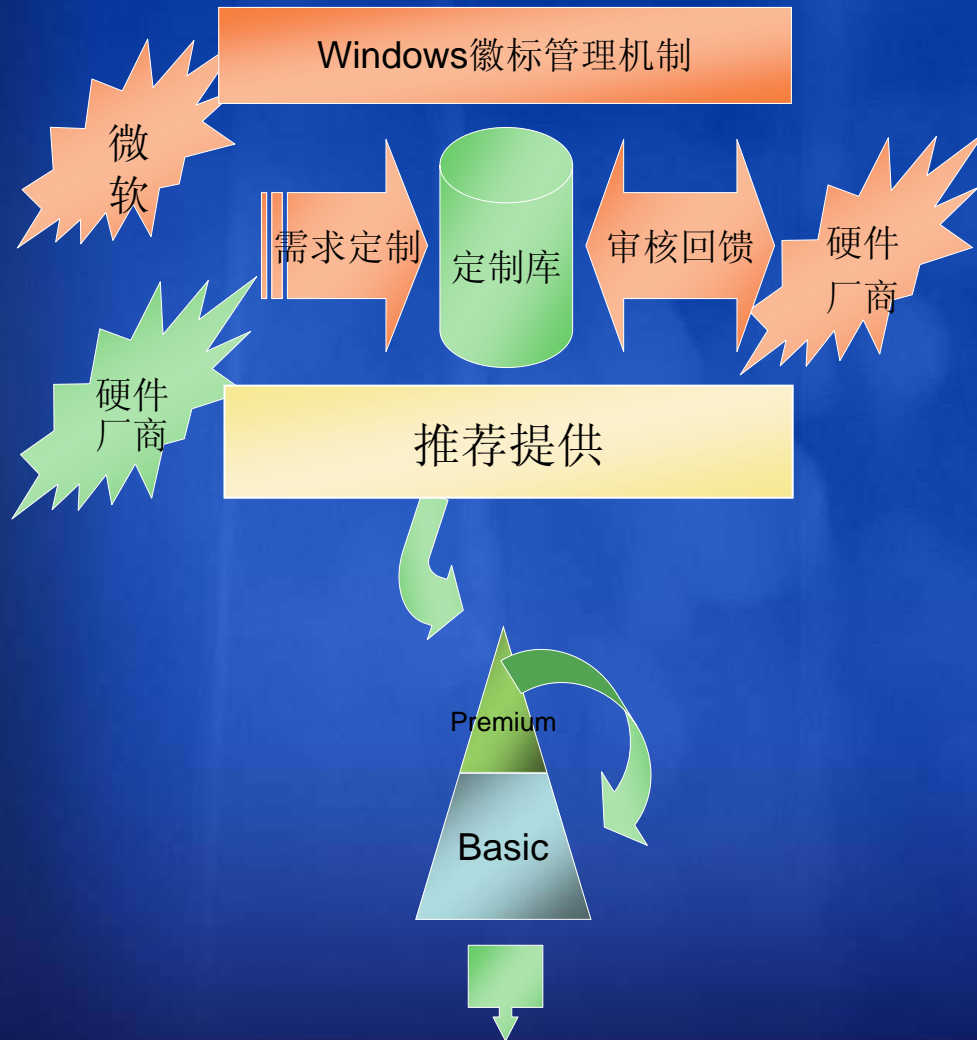 Windows徽标管理机制
微
软
需求定制
定制库
审核回馈
硬件
厂商
硬件
厂商
推荐提供
Premium
Basic